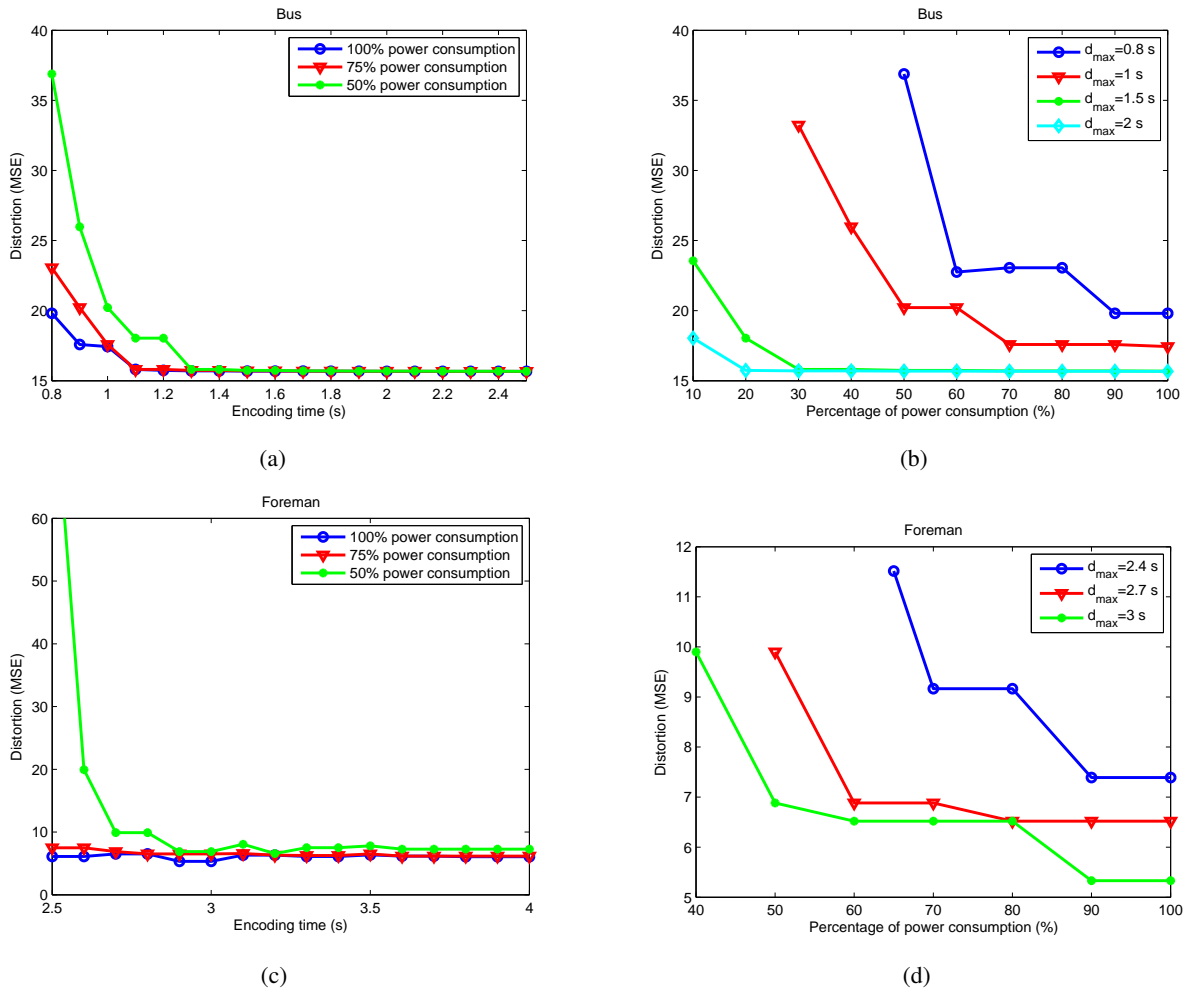 Bus
40
35
30
25
20
15
Distortion (MSE)
0.8 1 1.2 1.4 1.6 1.8 2 2.2 2.4
Encoding time (s)
100% power consumption
75% power consumption
50% power consumption
(a)
Bus
40
35
30
25
20
15
Distortion (MSE)
10 20 30 40 50 60 70 80 90 100
Percentage of power consumption (%)
dmax=0.8 s
dmax=1 s
dmax=1.5 s
dmax=2 s
(b)
Foreman
60
50
40
30
20
10
0
Distortion (MSE)
2.5 3 3.5 4
Encoding time (s)
100% power consumption
75% power consumption
50% power consumption
(c)
Foreman
12
11
10
9
8
7
6
5
Distortion (MSE)
40 50 60 70 80 90 100
Percentage of power consumption (%)
dmax=2.4 s
dmax=2.7 s
dmax=3 s
(d)